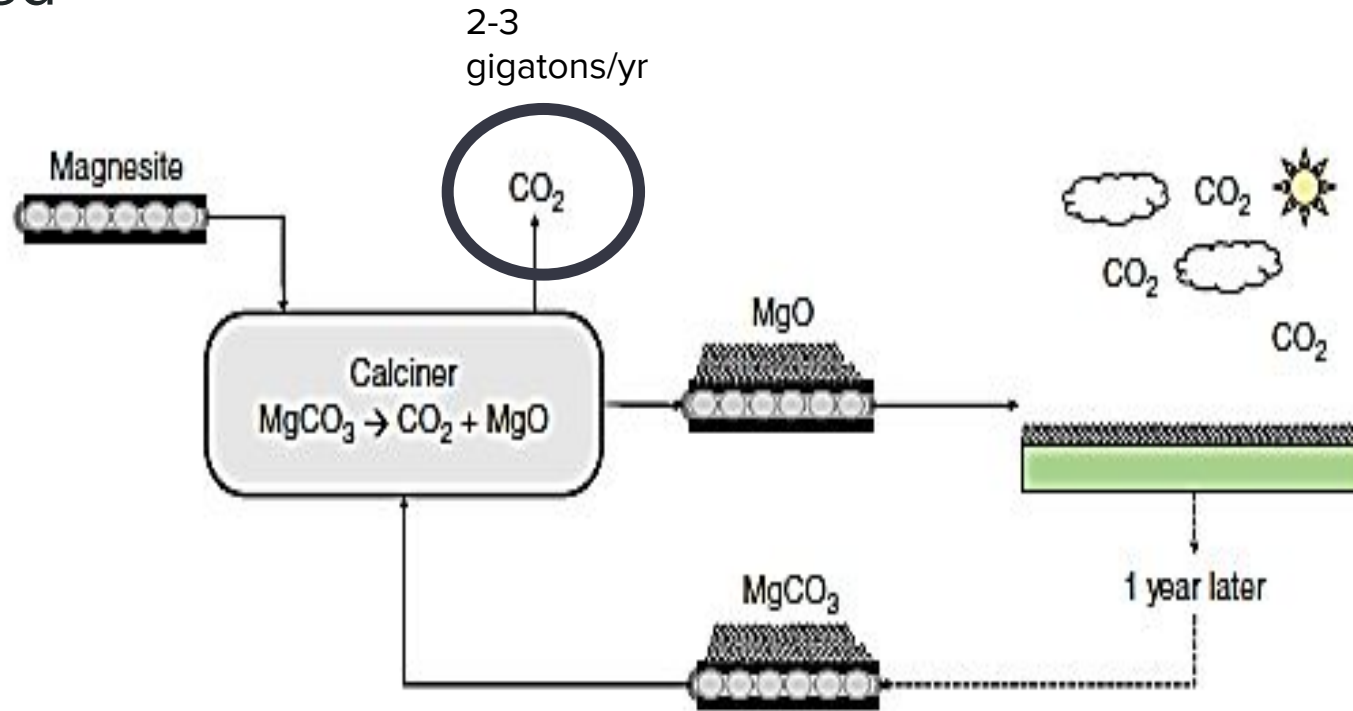 2-3
gigatons/yr
Magnesite
CO₂
CO₂
CO₂
CO₂
MgO
Calciner
MgCO₃ → CO₂ + MgO
1 year later
MgCO₃